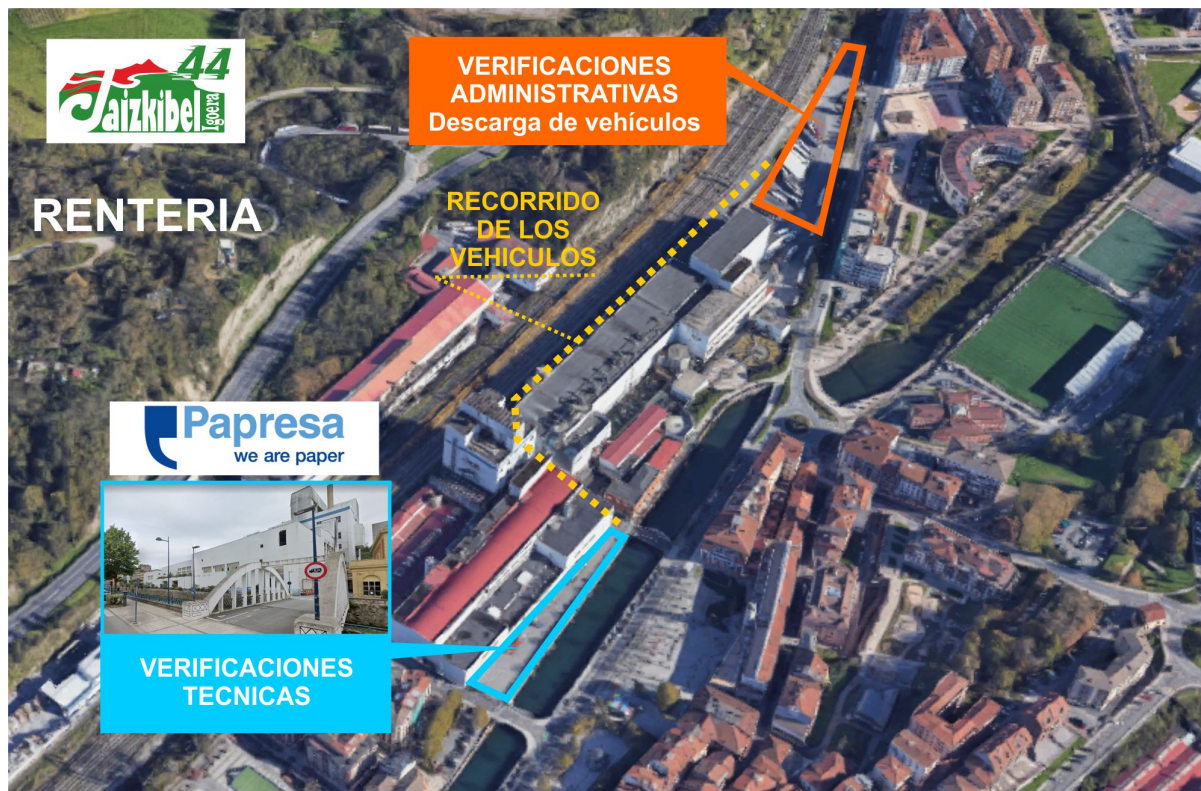 44
Jaizkibel
Igoera
VERIFICACIONES
ADMINISTRATIVAS
Descarga de vehículos
RENTERIA
RECORRIDO
DE LOS
VEHICULOS
Papresa
we are paper
VERIFICACIONES
TECNICAS